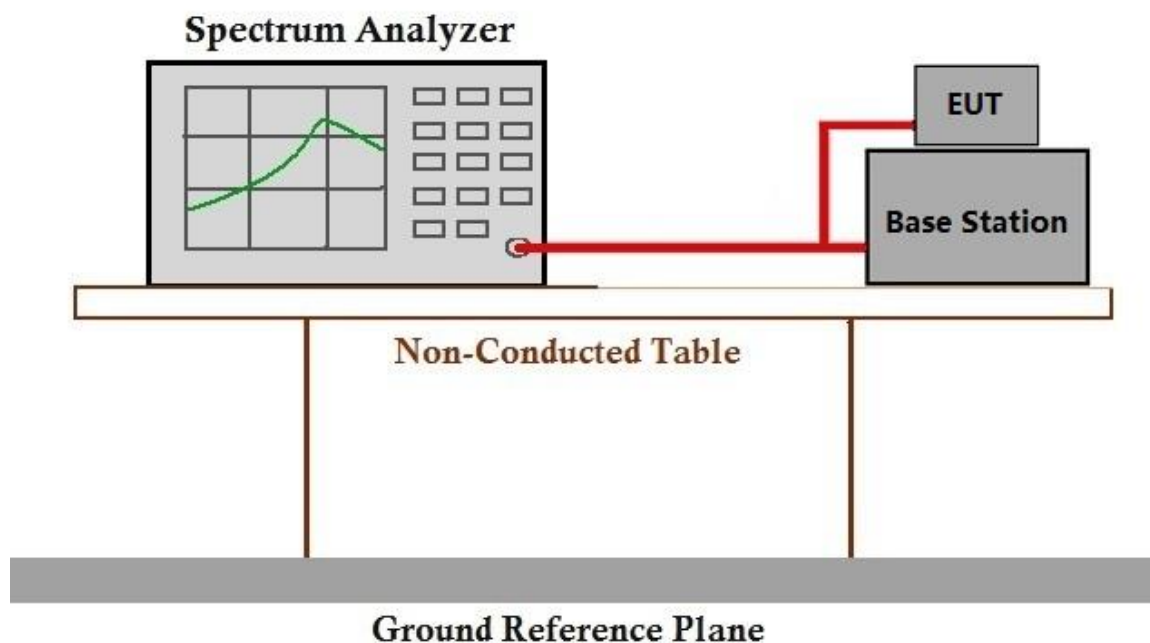 Spectrum Analyzer
EUT
Base Station
Non-Conducted Table
Ground Reference Plane